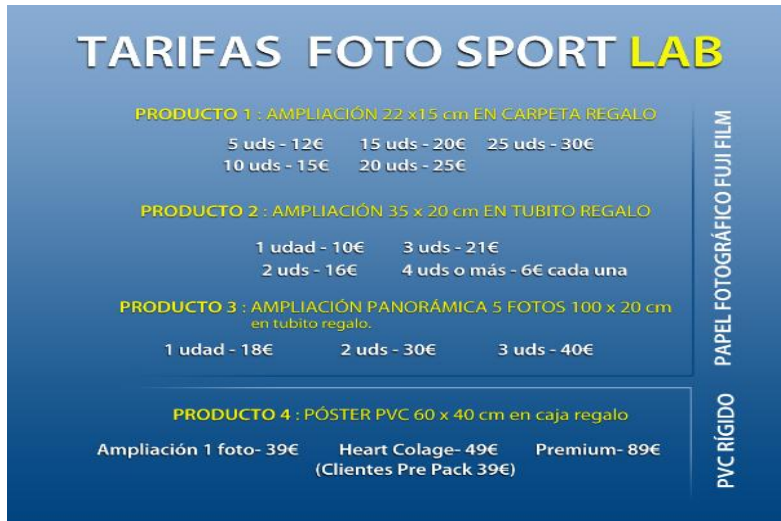 TARIFAS FOTO SPORT LAB
PRODUCTO 1 : AMPLIACIÓN 22 x15 cm EN CARPETA REGALO
5 uds - 12€ 15 uds - 20€ 25 uds - 30€
10 uds - 15€ 20 uds - 25€
PRODUCTO 2 : AMPLIACIÓN 35 x 20 cm EN TUBITO REGALO
1 udad - 10€ 3 uds - 21€
2 uds - 16€ 4 uds o más - 6€ cada una
PRODUCTO 3 : AMPLIACIÓN PANORÁMICA 5 FOTOS 100 x 20 cm
en tubito regalo.
1 udad - 18€ 2 uds - 30€ 3 uds - 40€
PAPEL FOTOGRÁFICO FUJI FILM
PRODUCTO 4 : PÓSTER PVC 60 x 40 cm en caja regalo
Ampliación 1 foto- 39€ Heart Colage- 49€ Premium- 89€
(Clientes Pre Pack 39€)
PVC RÍGIDO